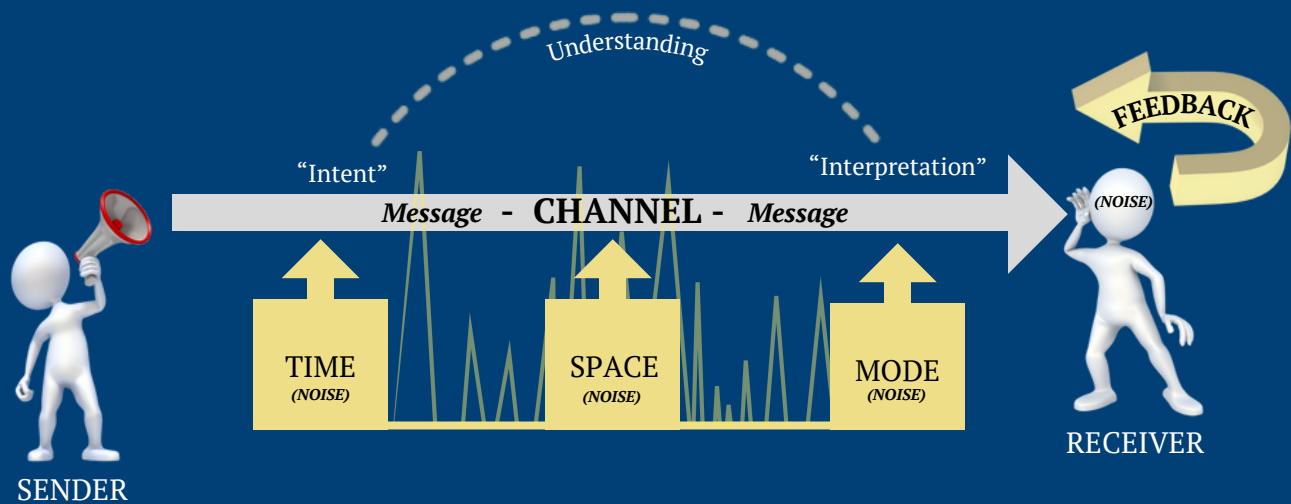 Understanding
FEEDBACK
“Intent”
“Interpretation”
Message - CHANNEL - Message
(NOISE)
TIME
(NOISE)
SPACE
(NOISE)
MODE
(NOISE)
SENDER
RECEIVER